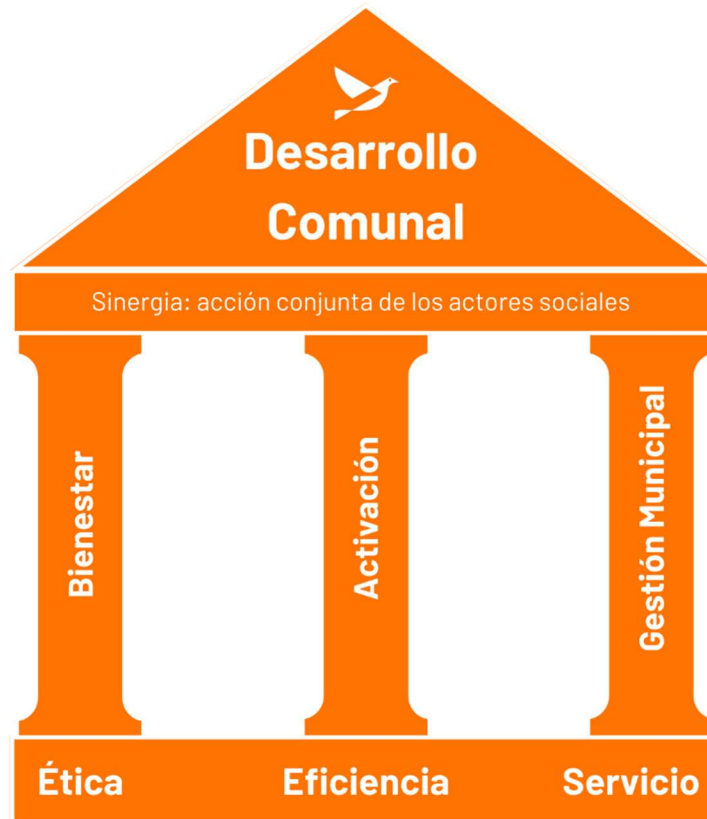 Desarrollo
Comunal
Sinergia: acción conjunta de los actores sociales
Bienestar
Activación
Gestión Municipal
Ética
Eficiencia
Servicio